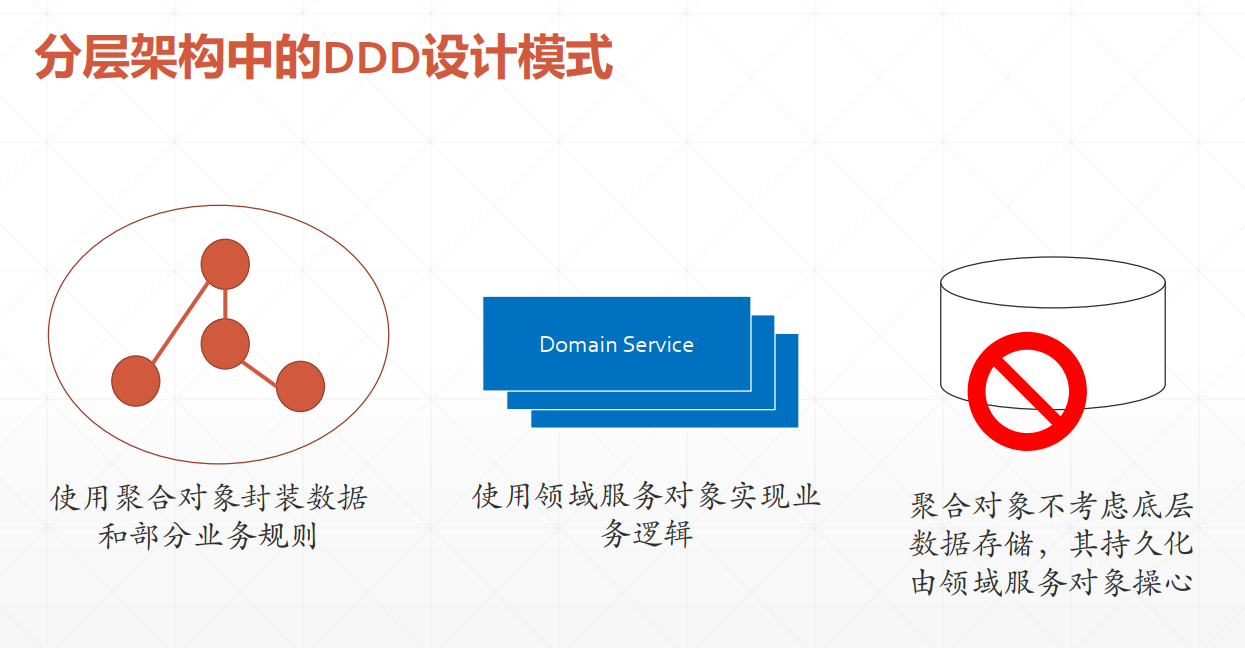 分层架构中的DDD设计模式
Domain Service
使用聚合对象封装数据
和部分业务规则
使用领域服务对象实现业
务逻辑
聚合对象不考虑底层
数据存储，其持久化
由领域服务对象操心